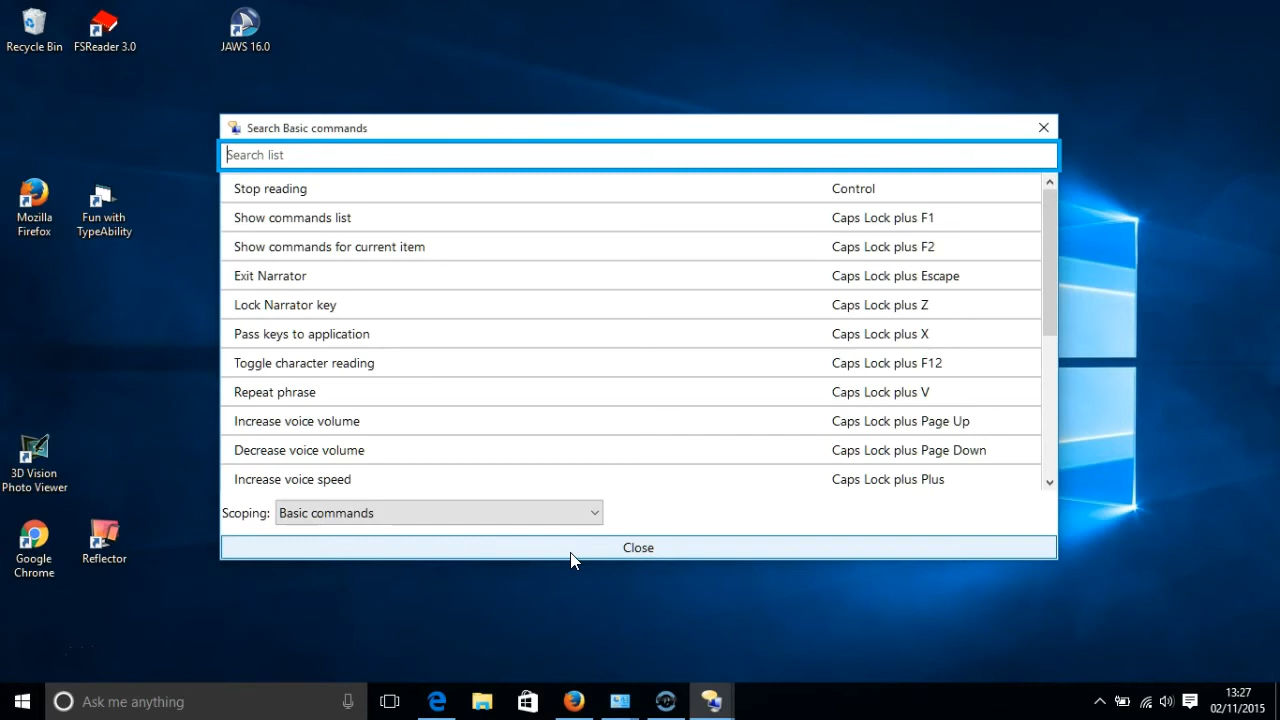 Recycle Bin
FSReader 3.0
JAWS 16.0
Search Basic commands
Search list
Stop reading Control
Show commands list Caps Lock plus F1
Show commands for current item Caps Lock plus F2
Exit Narrator Caps Lock plus Escape
Lock Narrator key Caps Lock plus Z
Pass keys to application Caps Lock plus X
Toggle character reading Caps Lock plus F12
Repeat phrase Caps Lock plus V
Increase voice volume Caps Lock plus Page Up
Decrease voice volume Caps Lock plus Page Down
Increase voice speed Caps Lock plus Plus
Scoping: Basic commands
Close
Mozilla
Firefox
Fun with
TypeAbility
3D Vision
Photo Viewer
Google
Chrome
Reflector
Ask me anything
13:27
02/11/2015